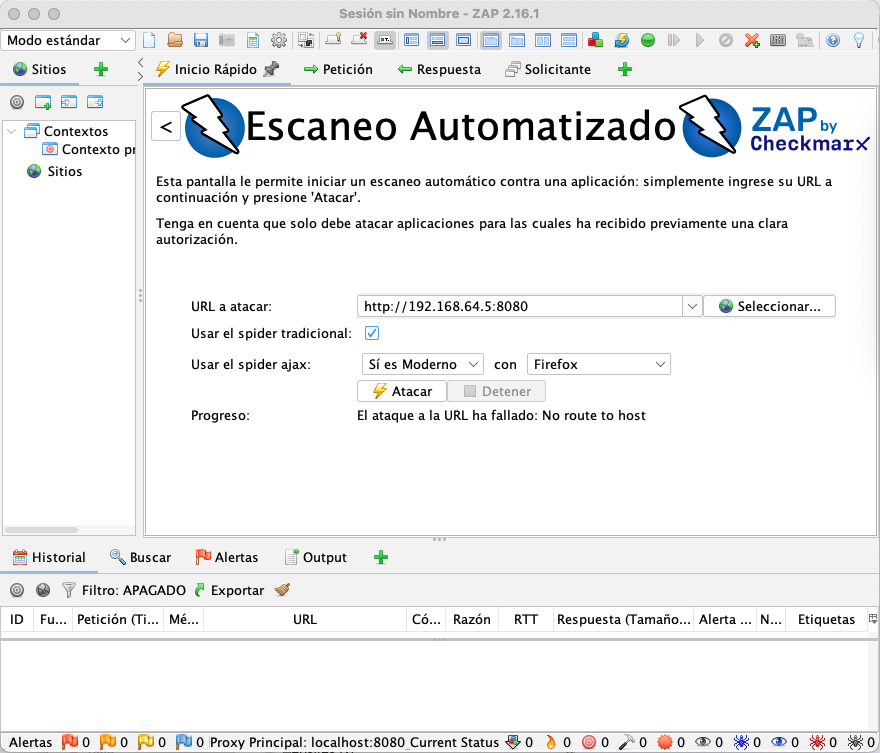 Sesión sin Nombre - ZAP 2.16.1
Modo estándar
Sitios
Inicio Rápido
Petición
Respuesta
Solicitante
Contextos
Contexto pr
Sitios
<
Escaneo Automatizado
ZAP by Checkmarx
Esta pantalla le permite iniciar un escaneo automático contra una aplicación: simplemente ingrese su URL a
continuación y presione 'Atacar'.
Tenga en cuenta que solo debe atacar aplicaciones para las cuales ha recibido previamente una clara
autorización.
URL a atacar: http://192.168.64.5:8080 Seleccionar...
Usar el spider tradicional:
Usar el spider ajax: Sí es Moderno con Firefox
Atacar Detener
Progreso: El ataque a la URL ha fallado: No route to host
Historial Buscar Alertas Output
Filtro: APAGADO Exportar
ID Fu... Petición (Ti... Mé... URL Có... Razón RTT Respuesta (Tamaño... Alerta ... N... Etiquetas
Alertas 0 0 0 0 Proxy Principal: localhost:8080 Current Status 0 0 0 0 0 0 0 0 0 0